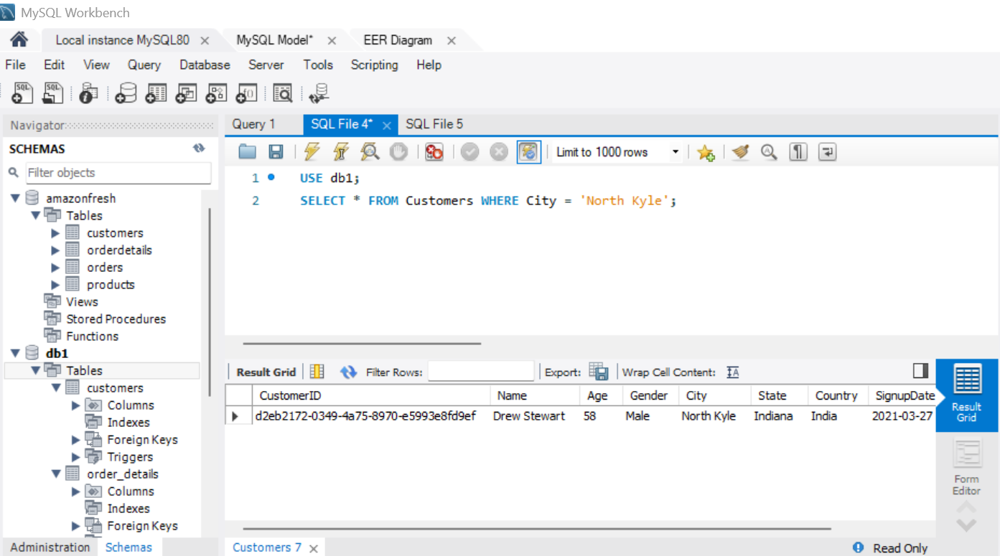 MySQL Workbench
Local instance MySQL80 MySQL Model* EER Diagram
File Edit View Query Database Server Tools Scripting Help
Navigator
SCHEMAS
Filter objects
amazonfresh
Tables
customers
orderdetails
orders
products
Views
Stored Procedures
Functions
db1
Tables
customers
Columns
Indexes
Foreign Keys
Triggers
order_details
Columns
Indexes
Foreign Keys
Administration Schemas
Query 1 SQL File 4* SQL File 5
Limit to 1000 rows
1 USE db1;
2 SELECT * FROM Customers WHERE City = 'North Kyle';
Result Grid Filter Rows: Export: Wrap Cell Content: IA
CustomerID Name Age Gender City State Country SignupDate
d2eb2172-0349-4a75-8970-e5993e8fd9ef Drew Stewart 58 Male North Kyle Indiana India 2021-03-27
Result
Grid
Form
Editor
Customers 7 Read Only